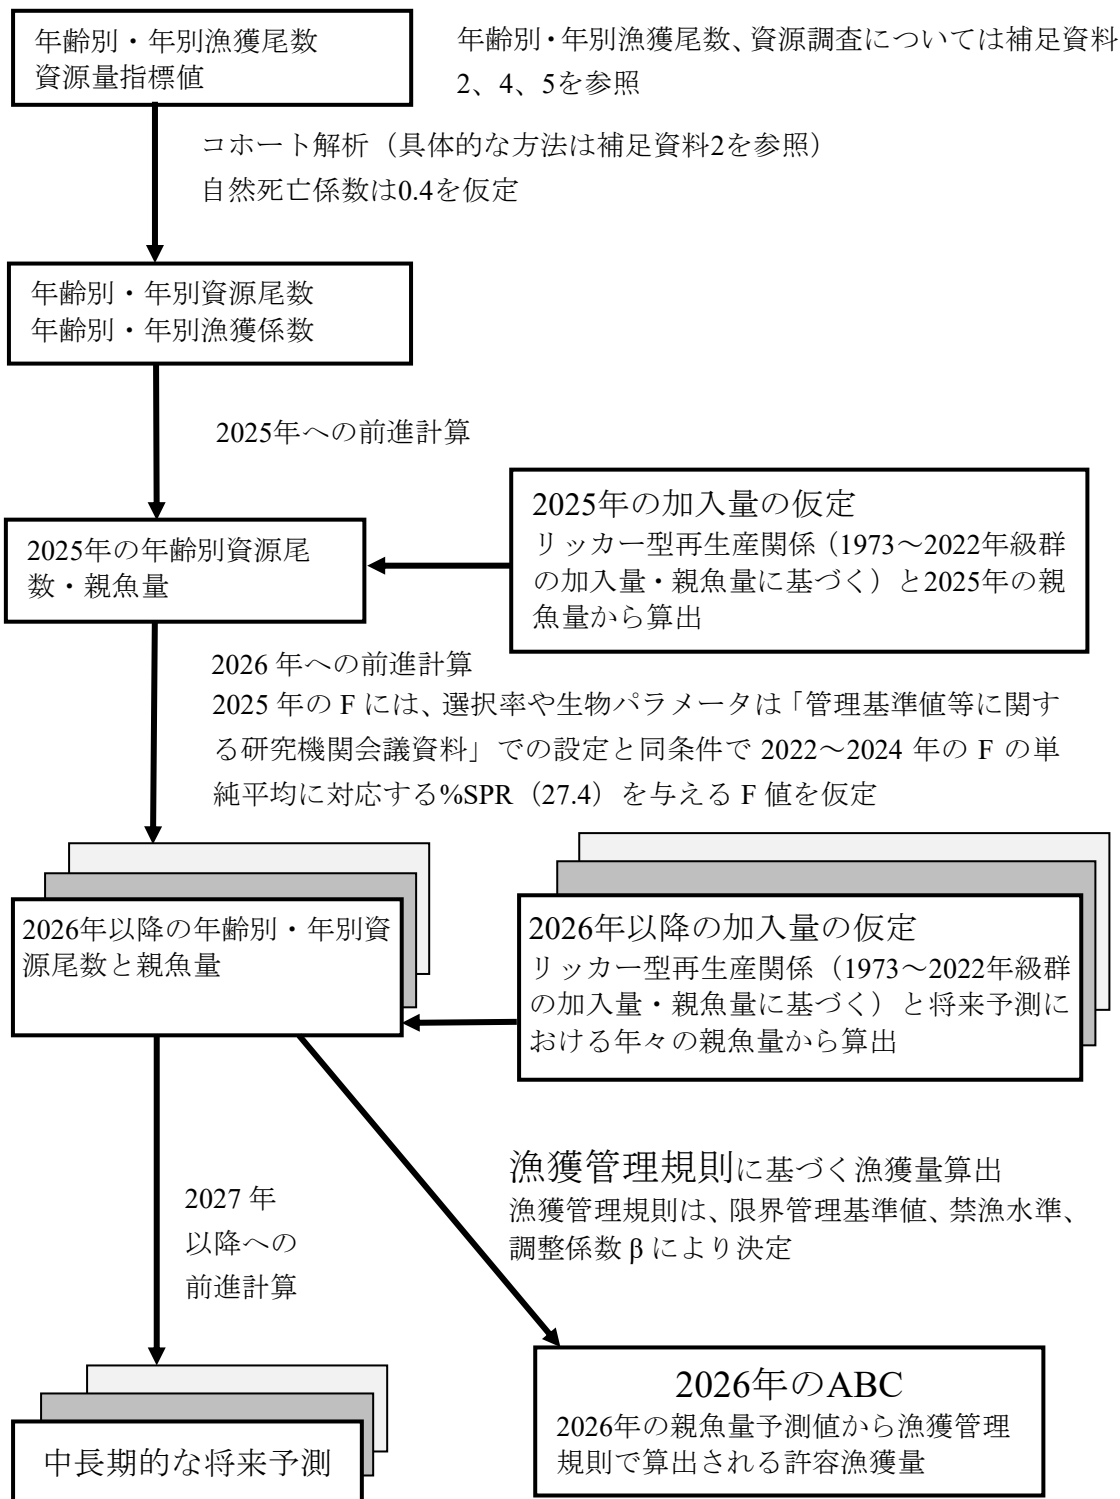 年齢別・年別漁獲尾数
資源量指標値
年齢別・年別漁獲尾数、資源調査については補足資料
2、4、5を参照
コホート解析（具体的な方法は補足資料2を参照）
自然死亡係数は0.4を仮定
年齢別・年別資源尾数
年齢別・年別漁獲係数
2025年への前進計算
2025年の加入量の仮定
リッカー型再生産関係（1973～2022年級群
の加入量・親魚量に基づく）と2025年の親
魚量から算出
2025年の年齢別資源尾
数・親魚量
2026 年への前進計算
2025 年の F には、選択率や生物パラメータは「管理基準値等に関す
る研究機関会議資料」での設定と同条件で 2022～2024 年の F の単
純平均に対応する%SPR（27.4）を与える F 値を仮定
2026年以降の年齢別・年別資
源尾数と親魚量
2026年以降の加入量の仮定
リッカー型再生産関係（1973～2022年級群
の加入量・親魚量に基づく）と将来予測に
おける年々の親魚量から算出
漁獲管理規則に基づく漁獲量算出
漁獲管理規則は、限界管理基準値、禁漁水準、
調整係数 β により決定
2027 年
以降への
前進計算
2026年のABC
2026年の親魚量予測値から漁獲管理
規則で算出される許容漁獲量
中長期的な将来予測